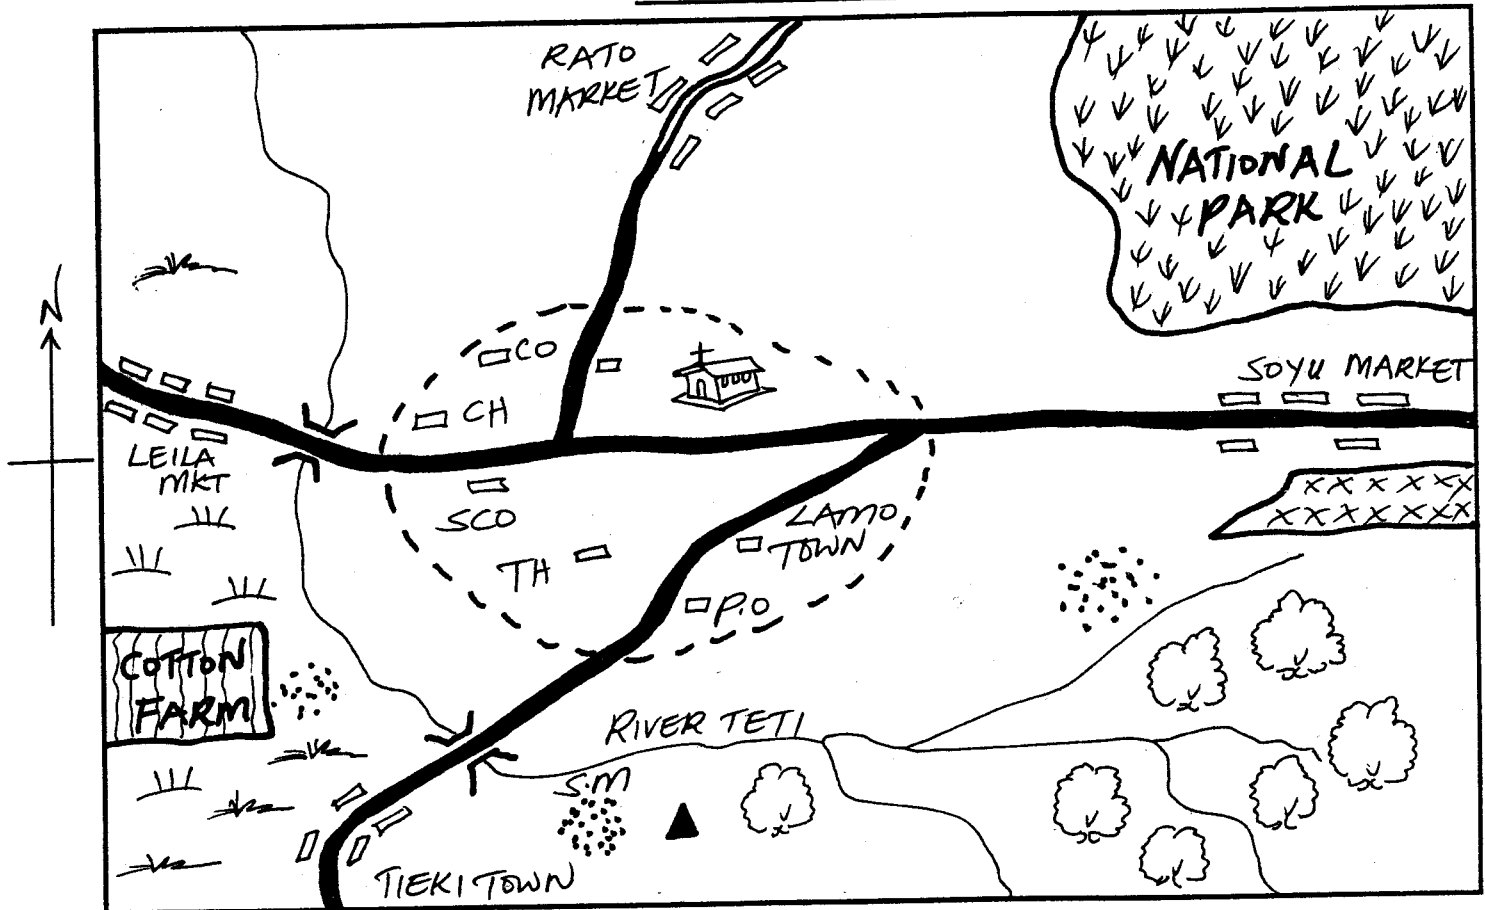 RATO
MARKET
NATIONAL
PARK
N
CO
SOYU MARKET
CH
LEILA
MKT
SCO
LAMO
TOWN
TH
P.O
COTTON
FARM
RIVER TETI
S.M
TIEKI TOWN